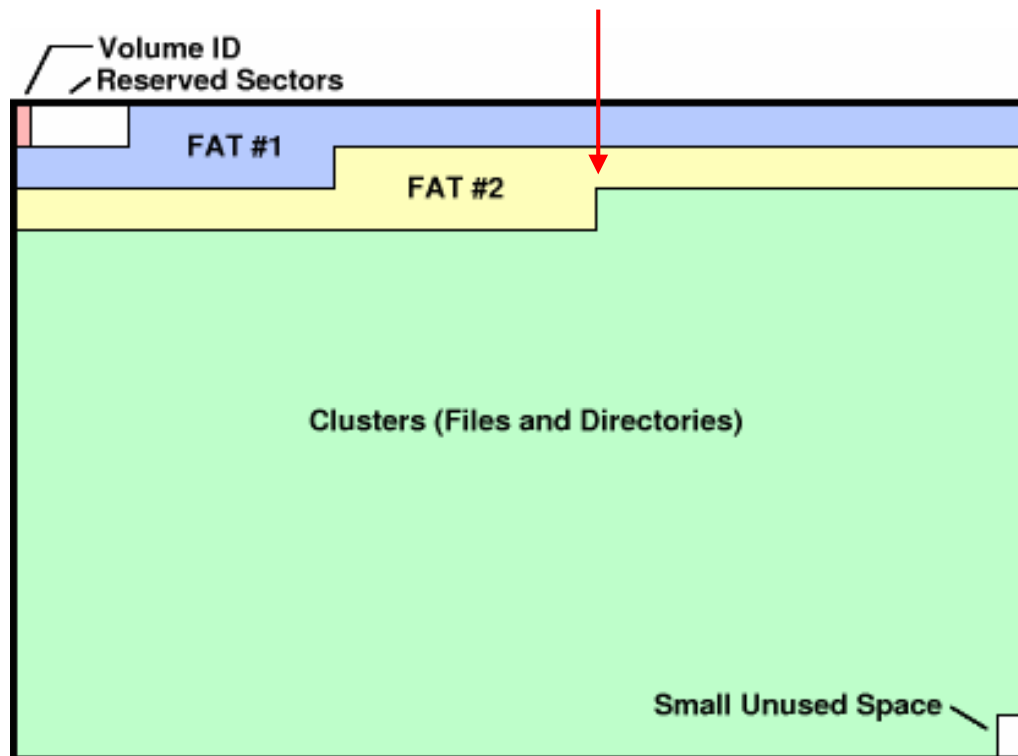 Volume ID
Reserved Sectors
FAT #1
FAT #2
Clusters (Files and Directories)
Small Unused Space